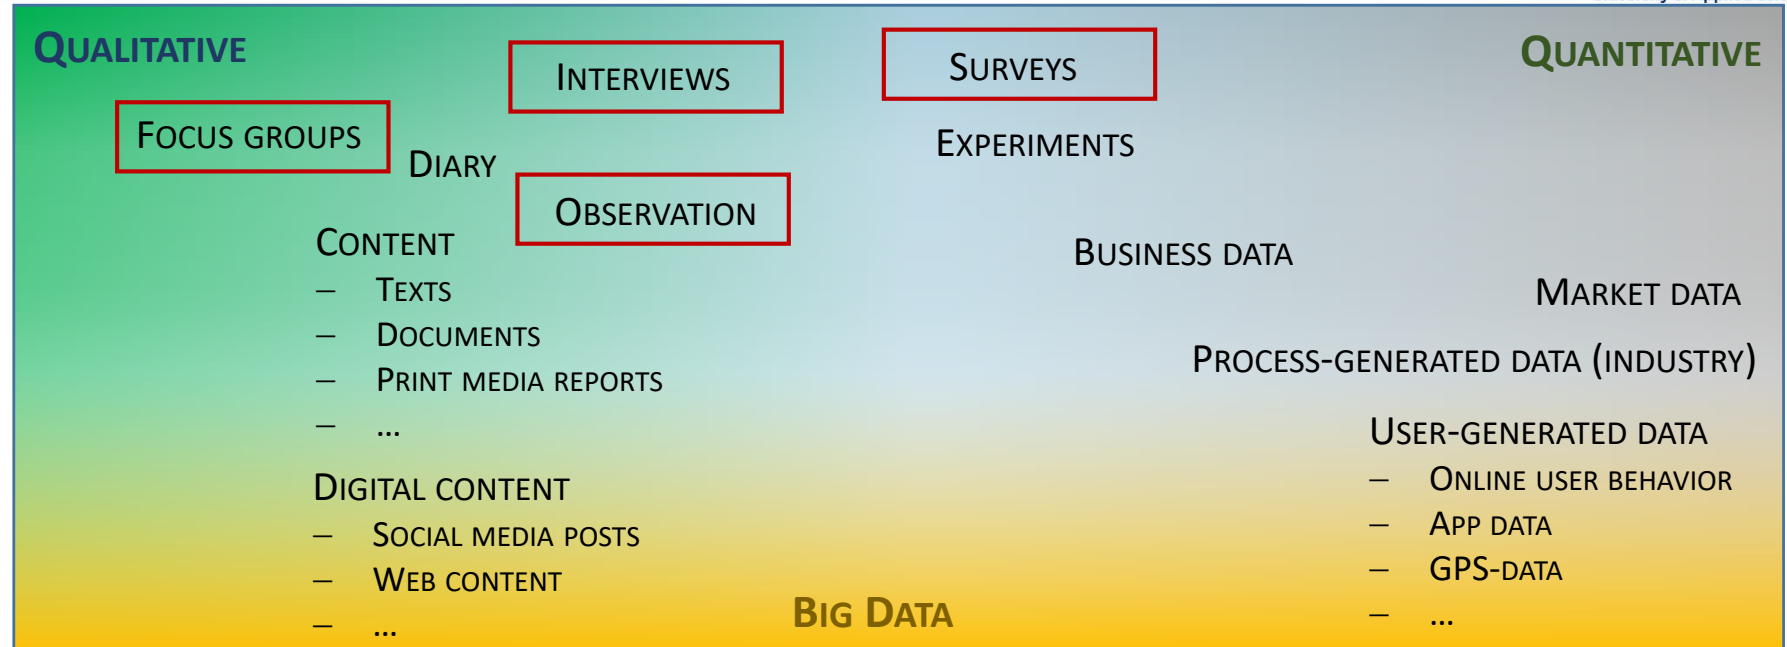 QUALITATIVE
QUANTITATIVE
INTERVIEWS
SURVEYS
FOCUS GROUPS
DIARY
EXPERIMENTS
OBSERVATION
CONTENT
– TEXTS
– DOCUMENTS
– PRINT MEDIA REPORTS
– ...
DIGITAL CONTENT
– SOCIAL MEDIA POSTS
– WEB CONTENT
– ...
BUSINESS DATA
MARKET DATA
PROCESS-GENERATED DATA (INDUSTRY)
USER-GENERATED DATA
– ONLINE USER BEHAVIOR
– APP DATA
– GPS-DATA
– ...
BIG DATA